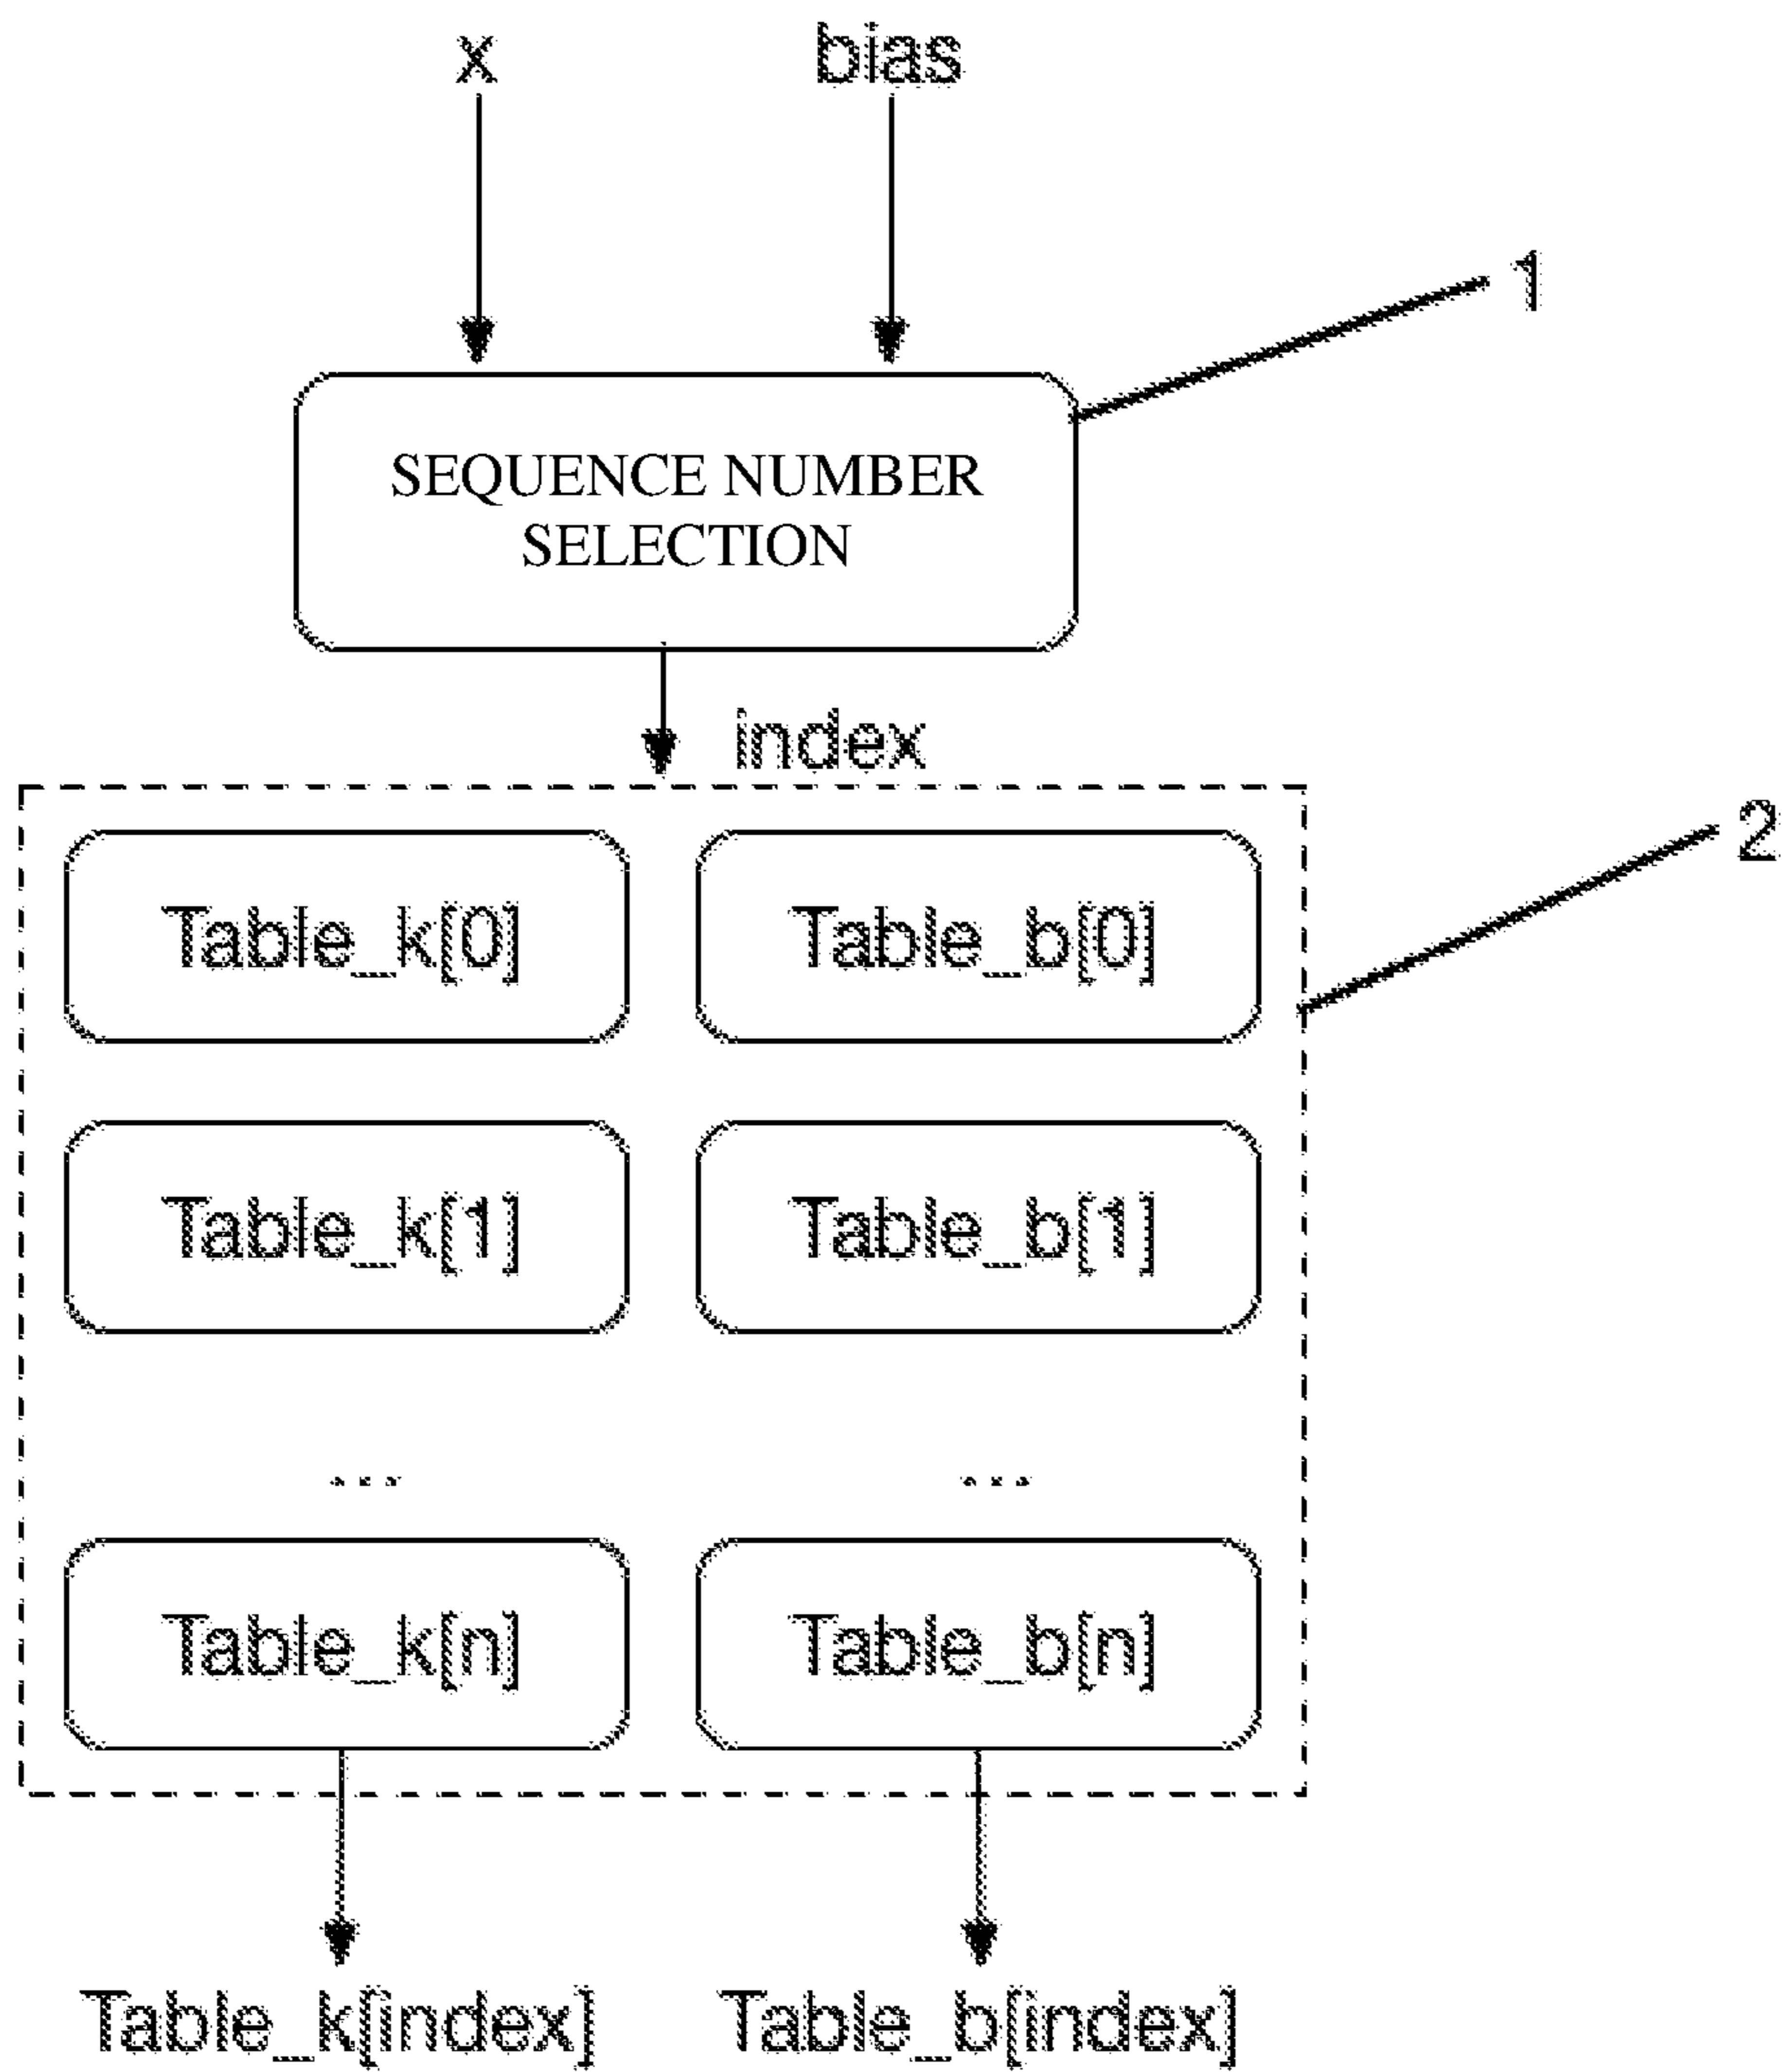 x bias
1
SEQUENCE NUMBER
SELECTION
index
2
Table_k[0] Table_b[0]
Table_k[1] Table_b[1]
... ...
Table_k[n] Table_b[n]
Table_k[index] Table_b[index]